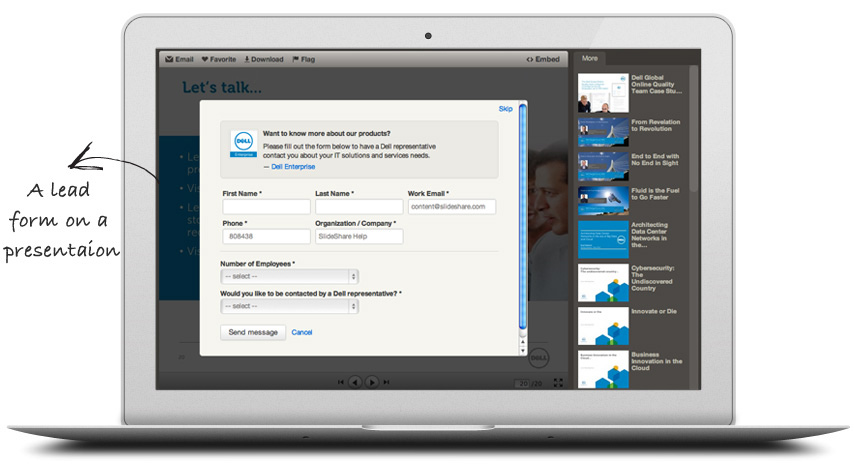 Email Favorite Download Flag Embed
Let's talk...
Skip
DELL
Want to know more about our products?
Please fill out the form below to have a Dell representative
contact you about your IT solutions and services needs.
— Dell Enterprise
First Name * Last Name * Work Email *
content@slideshare.com
Phone * Organization / Company *
808438 SlideShare Help
Number of Employees *
-- select --
Would you like to be contacted by a Dell representative? *
-- select --
Send message Cancel
DELL
20 /20
More
Dell Global
Online Quality
Team Case Stu...
From Revelation
to Revolution
End to End with
No End in Sight
Fluid is the Fuel
to Go Faster
Architecting
Data Center
Networks in
the...
Cybersecurity:
The
Undiscovered
Country
Innovate or Die
Business
Innovation in the
Cloud
A lead
form on a
presentaion